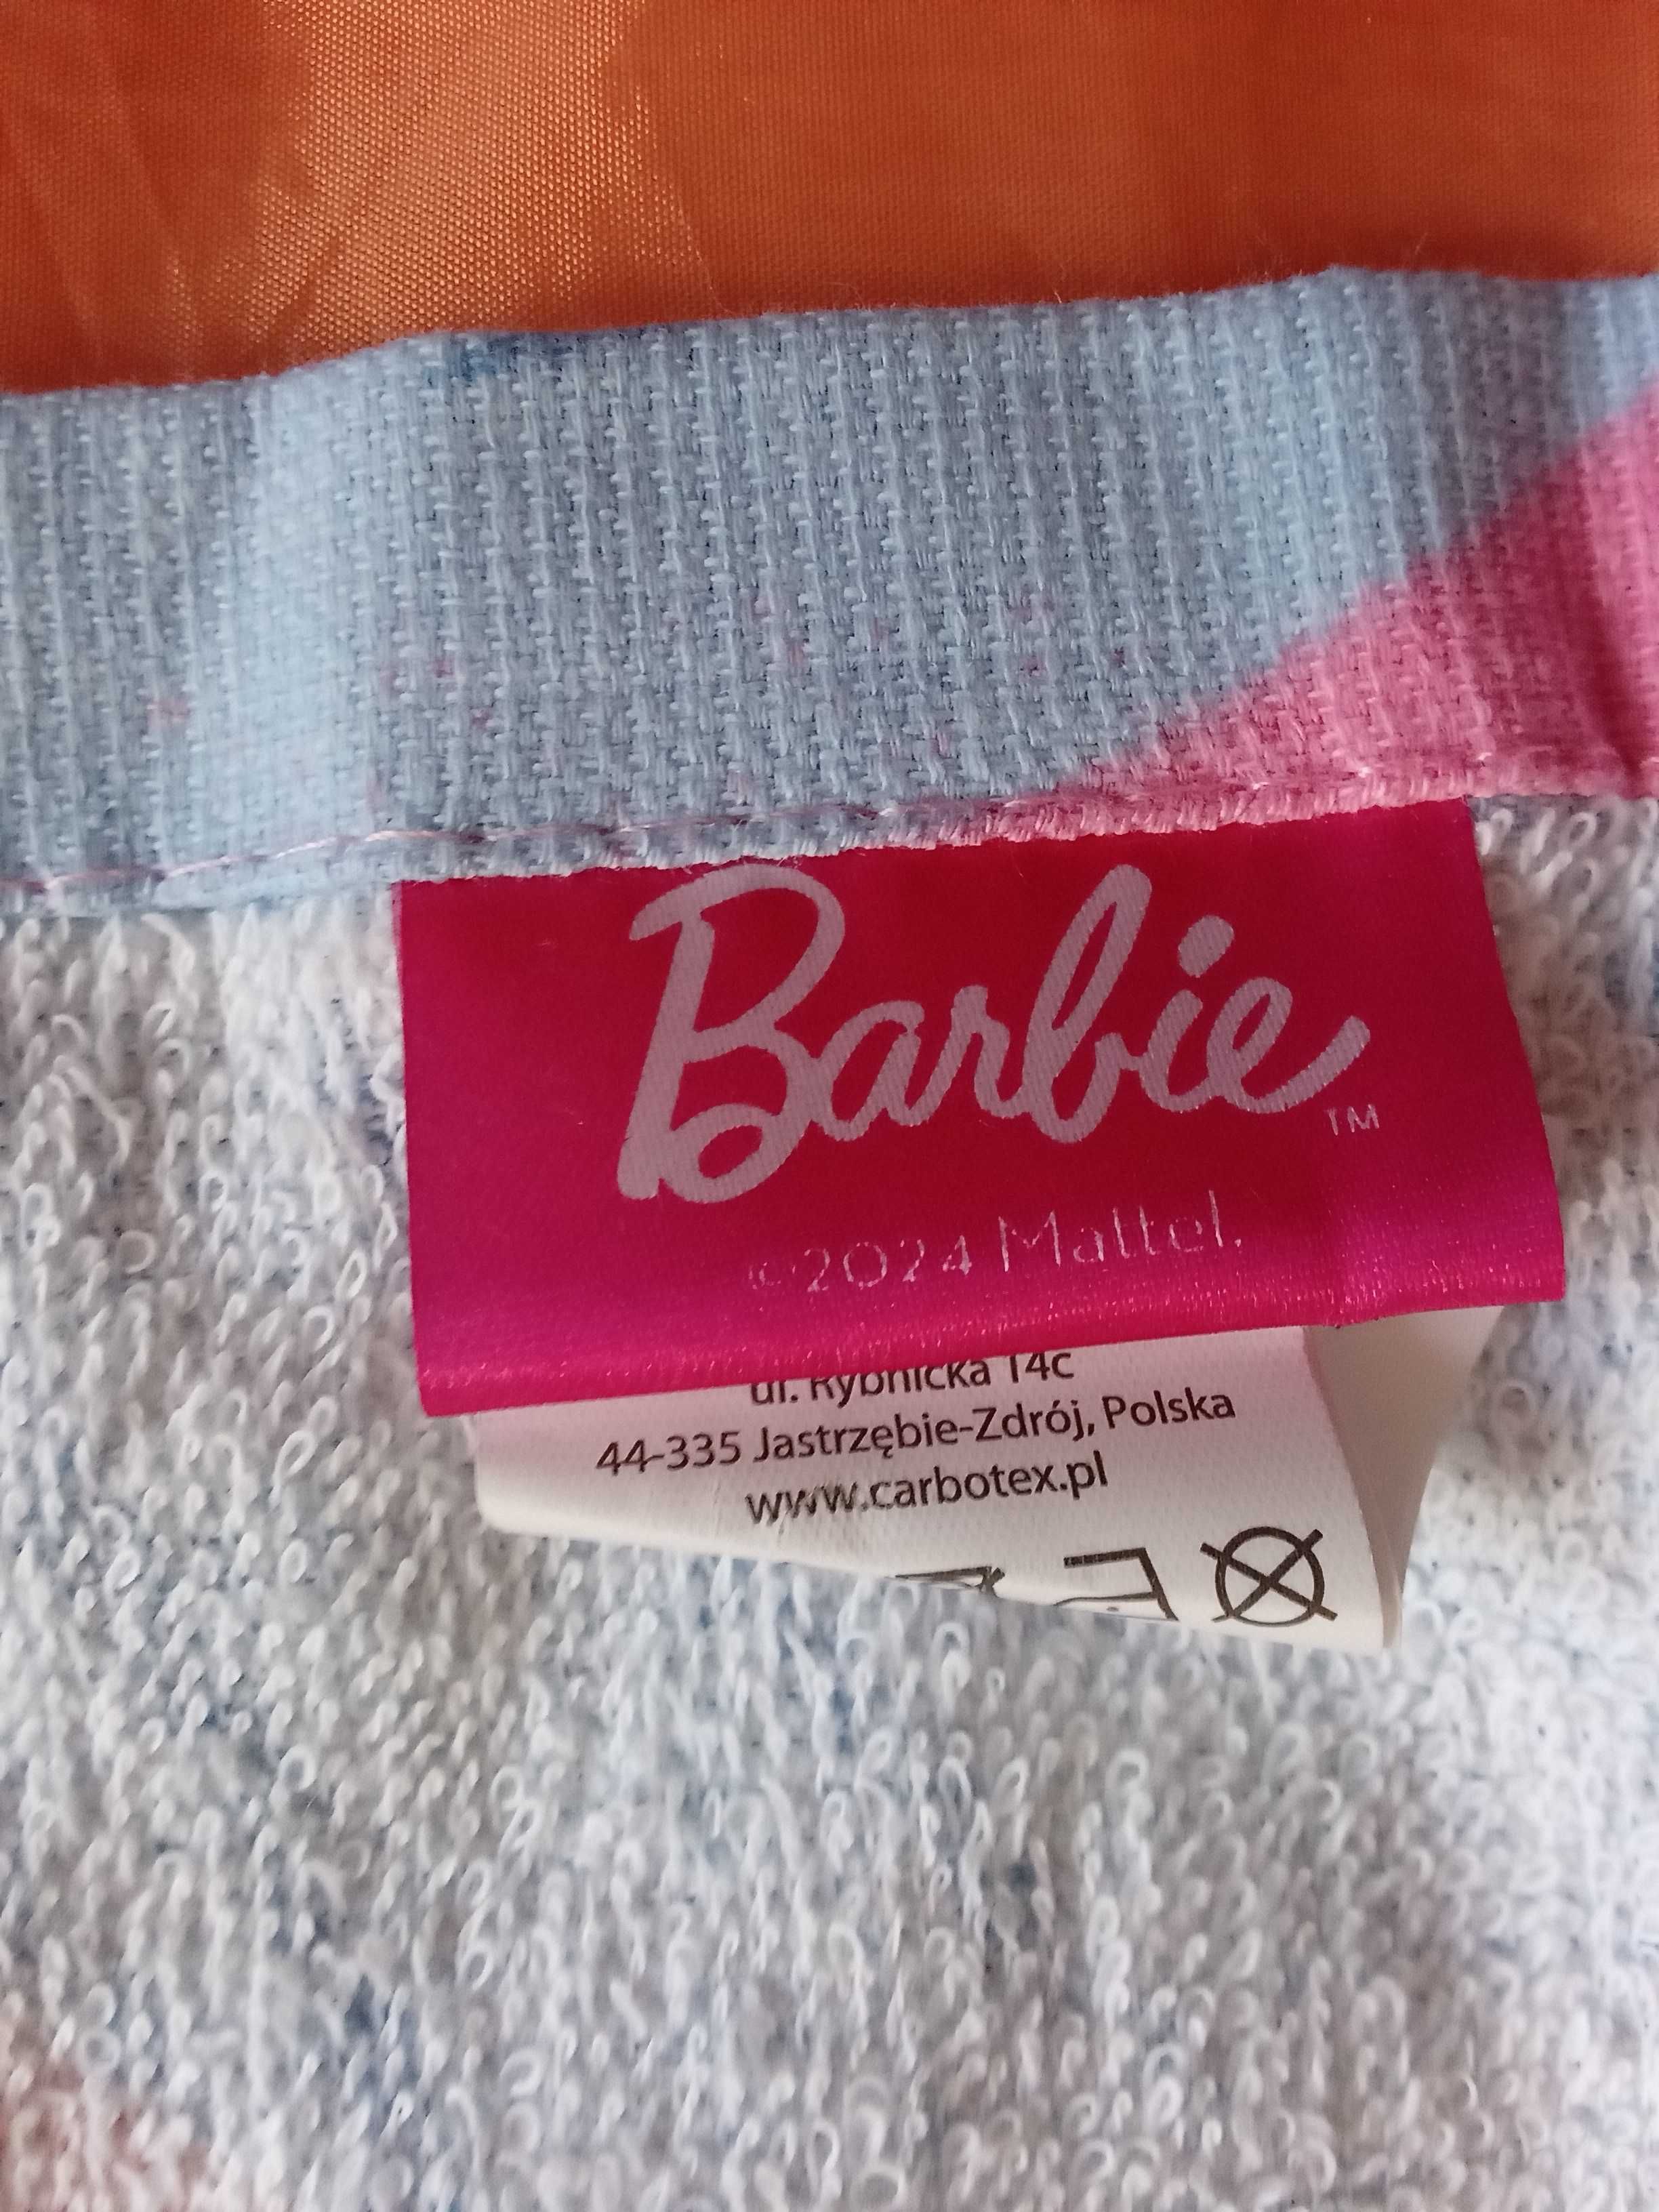 Barbie
TM
©2024 Mattel.
ul. Rybnicka 14c
44-335 Jastrzębie-Zdrój, Polska
www.carbotex.pl